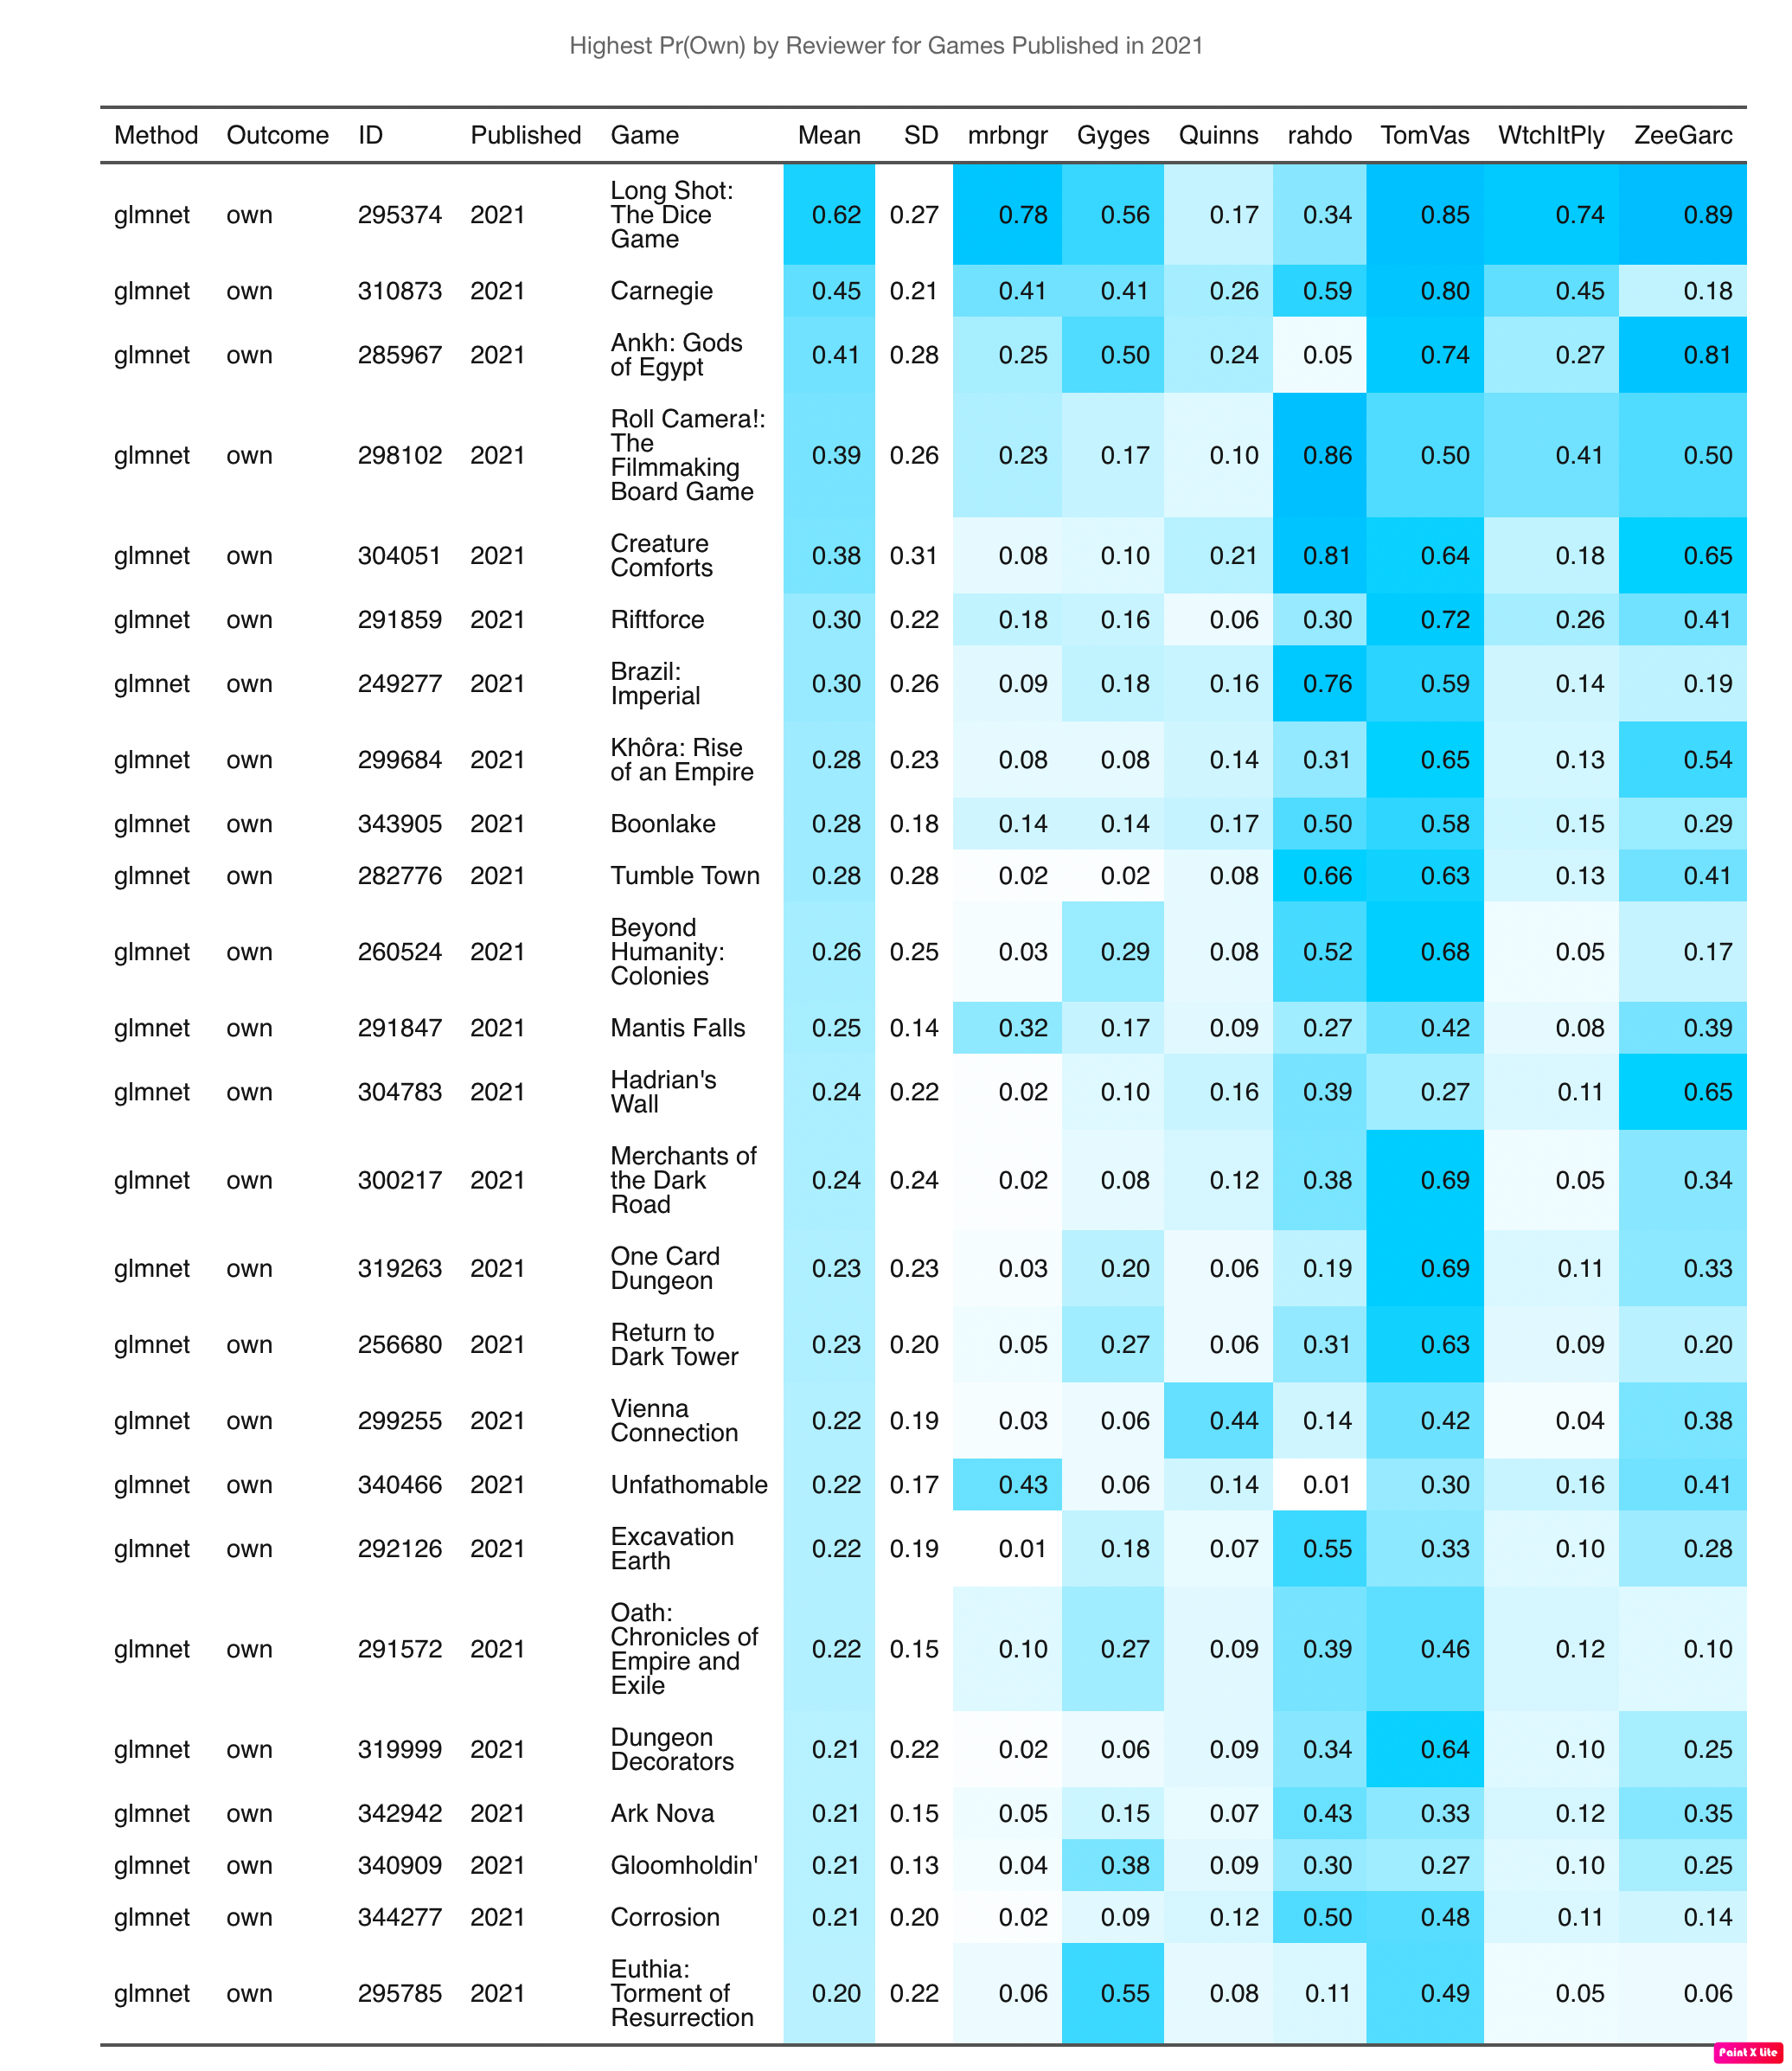 Highest Pr(Own) by Reviewer for Games Published in 2021
Method Outcome ID Published Game Mean SD mrbngr Gyges Quinns rahdo TomVas WtchItPly ZeeGarc
Long Shot:
glmnet own 295374 2021 The Dice 0.62 0.27 0.78 0.56 0.17 0.34 0.85 0.74 0.89
Game
glmnet own 310873 2021 Carnegie 0.45 0.21 0.41 0.41 0.26 0.59 0.80 0.45 0.18
Ankh: Gods
glmnet own 285967 2021 of Egypt 0.41 0.28 0.25 0.50 0.24 0.05 0.74 0.27 0.81
Roll Camera!:
The
glmnet own 298102 2021 Filmmaking 0.39 0.26 0.23 0.17 0.10 0.86 0.50 0.41 0.50
Board Game
Creature
glmnet own 304051 2021 Comforts 0.38 0.31 0.08 0.10 0.21 0.81 0.64 0.18 0.65
glmnet own 291859 2021 Riftforce 0.30 0.22 0.18 0.16 0.06 0.30 0.72 0.26 0.41
Brazil:
glmnet own 249277 2021 Imperial 0.30 0.26 0.09 0.18 0.16 0.76 0.59 0.14 0.19
Khôra: Rise
glmnet own 299684 2021 of an Empire 0.28 0.23 0.08 0.08 0.14 0.31 0.65 0.13 0.54
glmnet own 343905 2021 Boonlake 0.28 0.18 0.14 0.14 0.17 0.50 0.58 0.15 0.29
glmnet own 282776 2021 Tumble Town 0.28 0.28 0.02 0.02 0.08 0.66 0.63 0.13 0.41
Beyond
glmnet own 260524 2021 Humanity: 0.26 0.25 0.03 0.29 0.08 0.52 0.68 0.05 0.17
Colonies
glmnet own 291847 2021 Mantis Falls 0.25 0.14 0.32 0.17 0.09 0.27 0.42 0.08 0.39
Hadrian's
glmnet own 304783 2021 Wall 0.24 0.22 0.02 0.10 0.16 0.39 0.27 0.11 0.65
Merchants of
glmnet own 300217 2021 the Dark 0.24 0.24 0.02 0.08 0.12 0.38 0.69 0.05 0.34
Road
One Card
glmnet own 319263 2021 Dungeon 0.23 0.23 0.03 0.20 0.06 0.19 0.69 0.11 0.33
Return to
glmnet own 256680 2021 Dark Tower 0.23 0.20 0.05 0.27 0.06 0.31 0.63 0.09 0.20
Vienna
glmnet own 299255 2021 Connection 0.22 0.19 0.03 0.06 0.44 0.14 0.42 0.04 0.38
glmnet own 340466 2021 Unfathomable 0.22 0.17 0.43 0.06 0.14 0.01 0.30 0.16 0.41
Excavation
glmnet own 292126 2021 Earth 0.22 0.19 0.01 0.18 0.07 0.55 0.33 0.10 0.28
Oath:
Chronicles of
glmnet own 291572 2021 Empire and 0.22 0.15 0.10 0.27 0.09 0.39 0.46 0.12 0.10
Exile
Dungeon
glmnet own 319999 2021 Decorators 0.21 0.22 0.02 0.06 0.09 0.34 0.64 0.10 0.25
glmnet own 342942 2021 Ark Nova 0.21 0.15 0.05 0.15 0.07 0.43 0.33 0.12 0.35
glmnet own 340909 2021 Gloomholdin' 0.21 0.13 0.04 0.38 0.09 0.30 0.27 0.10 0.25
glmnet own 344277 2021 Corrosion 0.21 0.20 0.02 0.09 0.12 0.50 0.48 0.11 0.14
Euthia:
glmnet own 295785 2021 Torment of 0.20 0.22 0.06 0.55 0.08 0.11 0.49 0.05 0.06
Resurrection
Paint X lite